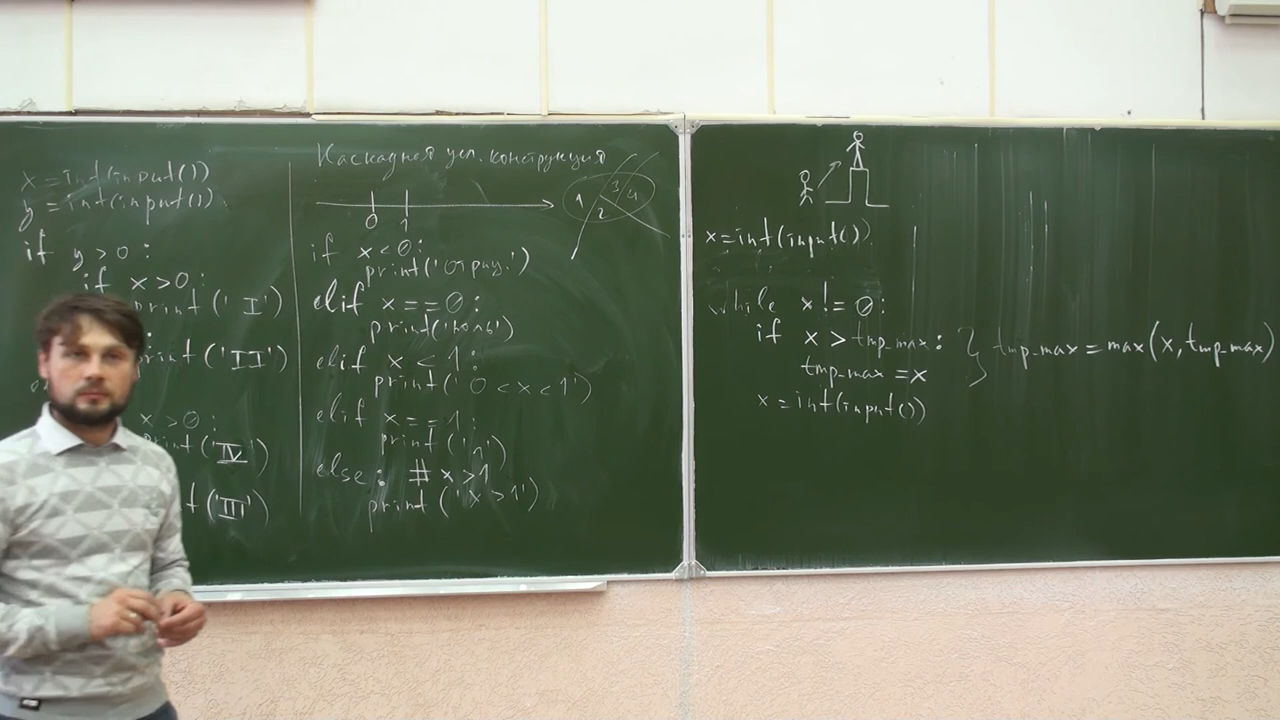 x = int(input())
y = int(input())
if y > 0 :
if x > 0 :
print ('I')
:
print ('II')
x > 0 :
print ('IV')
t ('III')
Каскадная усл. конструкция
0 1
1 2 3 4
if x < 0 :
print('отриц.')
elif x == 0 :
print('ноль')
elif x < 1 :
print(' 0 < x < 1')
elif x == 1 :
print ('1')
else : # x > 1
print ('x > 1')
x = int(input())
while x != 0 :
if x > tmp_max :
tmp_max = x
} tmp_max = max(x, tmp_max)
x = int(input())